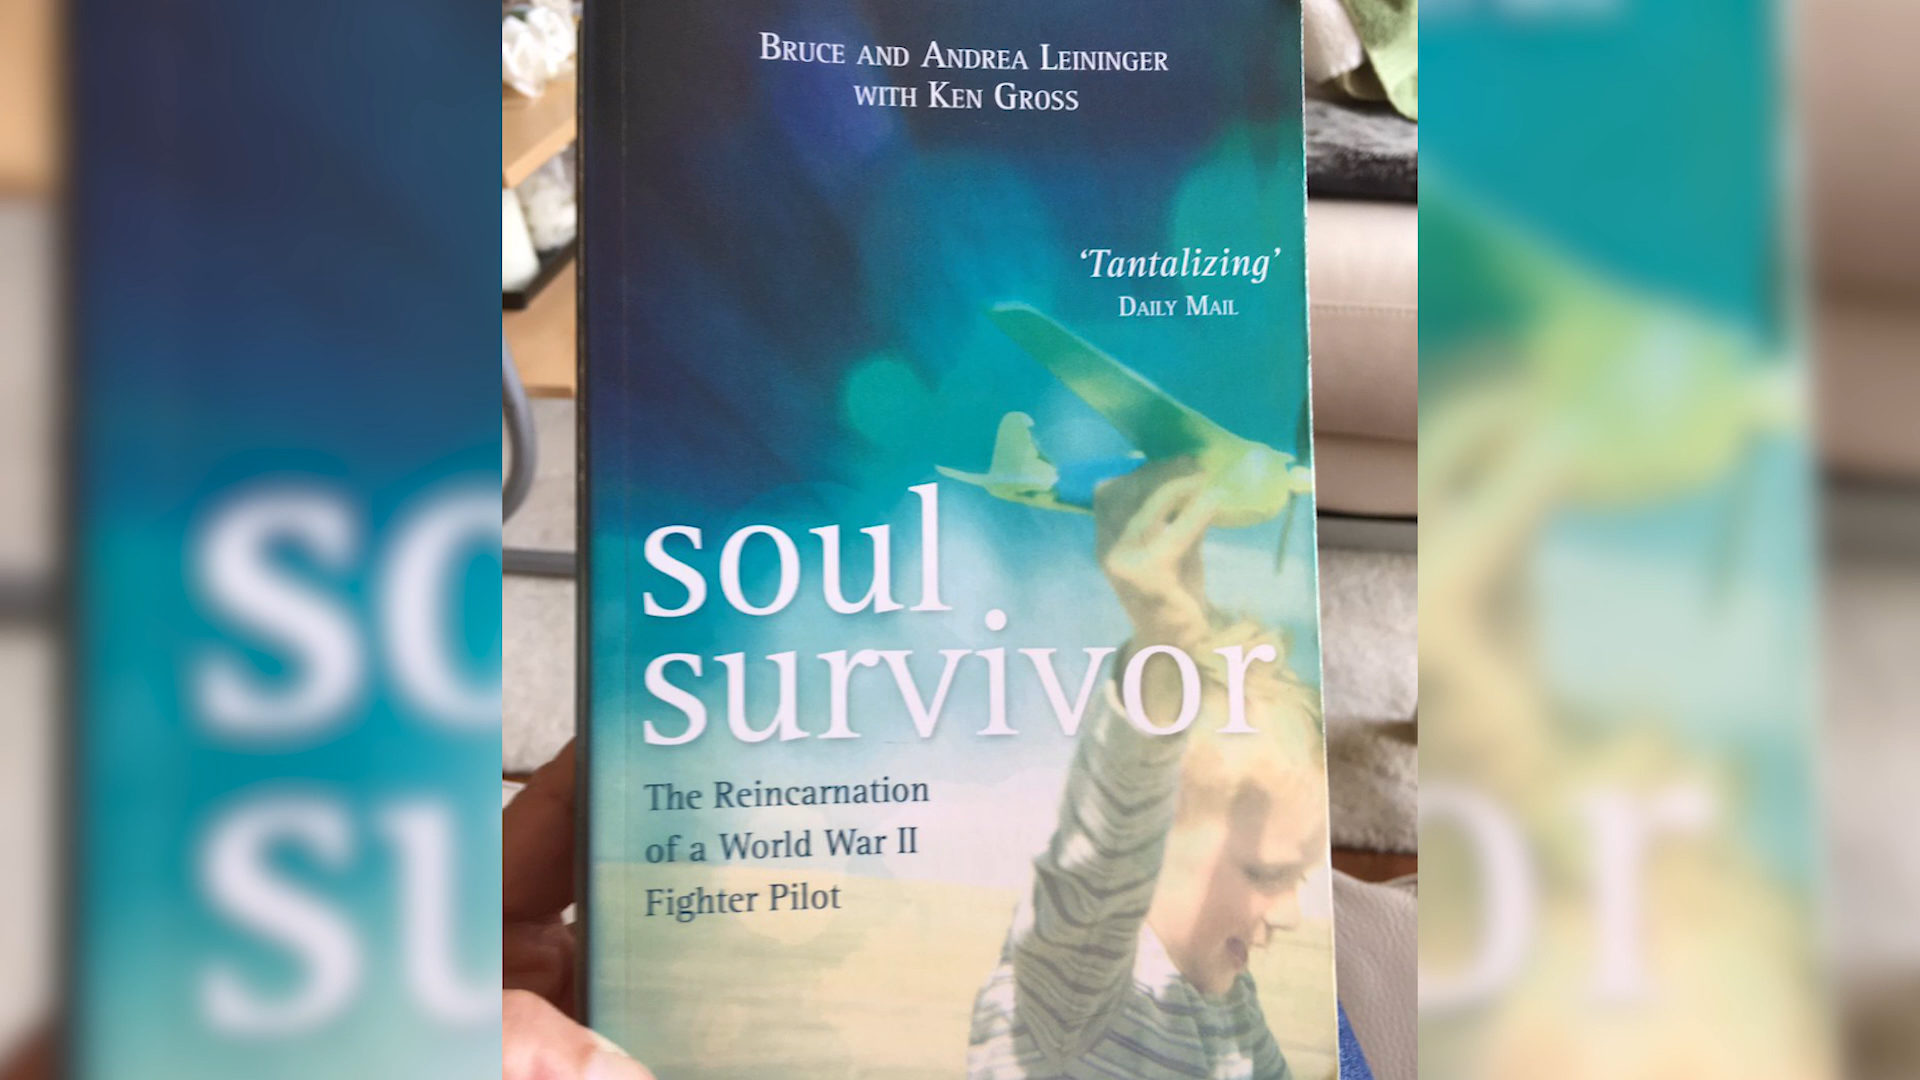 BRUCE AND ANDREA LEININGER
WITH KEN GROSS
‘Tantalizing’
DAILY MAIL
soul
survivor
The Reincarnation
of a World War II
Fighter Pilot